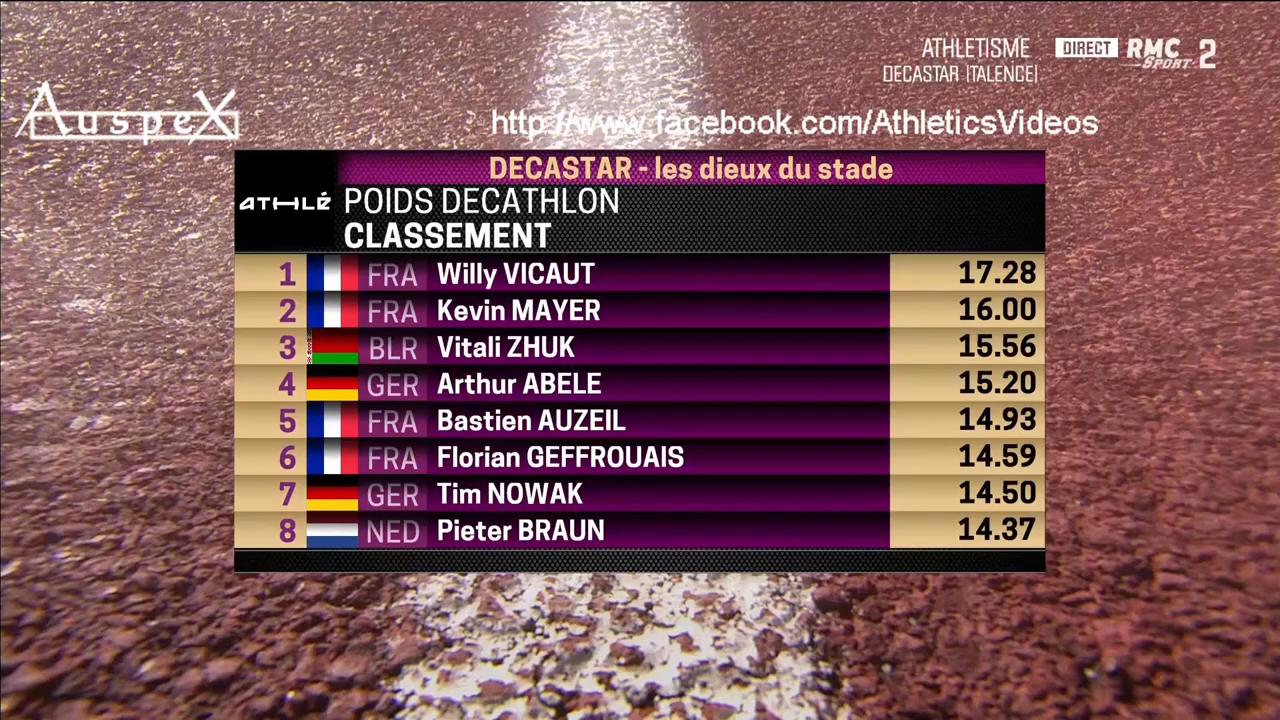 ATHLETISME DIRECT RMC SPORT 2
DECASTAR (TALENCE)
AuspeX
http://www.facebook.com/AthleticsVideos
DECASTAR - les dieux du stade
ATHLÉ POIDS DECATHLON
CLASSEMENT
1 FRA Willy VICAUT 17.28
2 FRA Kevin MAYER 16.00
3 BLR Vitali ZHUK 15.56
4 GER Arthur ABELE 15.20
5 FRA Bastien AUZEIL 14.93
6 FRA Florian GEFFROUAIS 14.59
7 GER Tim NOWAK 14.50
8 NED Pieter BRAUN 14.37